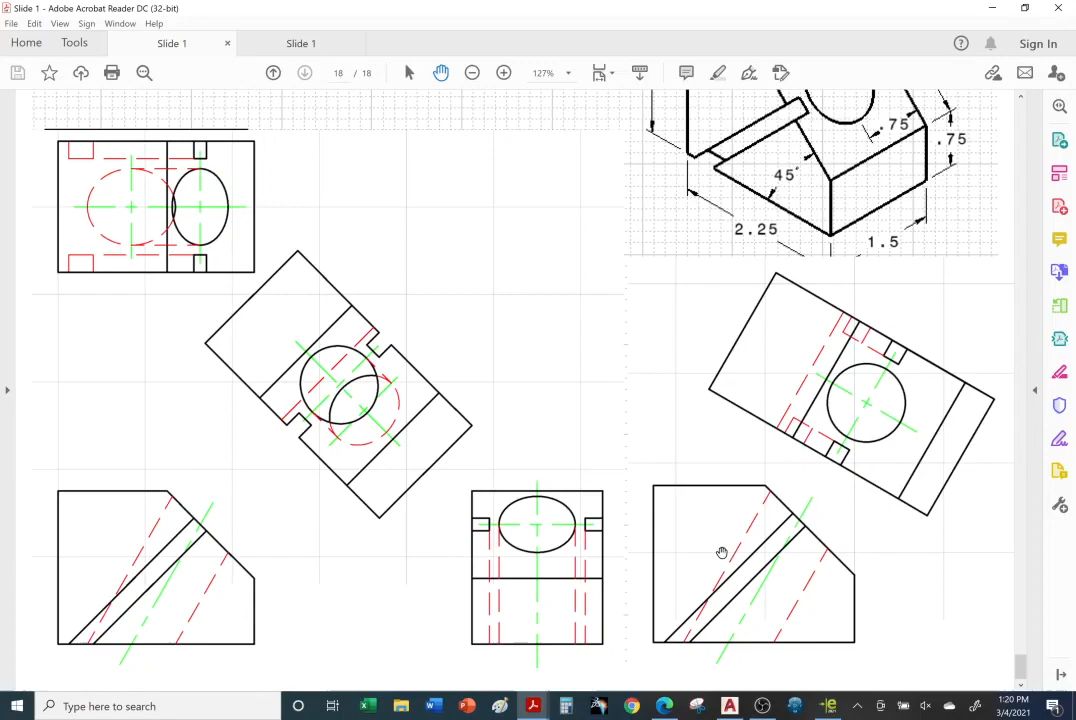 Slide 1 - Adobe Acrobat Reader DC (32-bit)
File Edit View Sign Window Help
Home Tools Slide 1 × Slide 1 Sign In
18 / 18 127%
.75
.75
45°
2.25
1.5
Type here to search
1:20 PM
3/4/2021